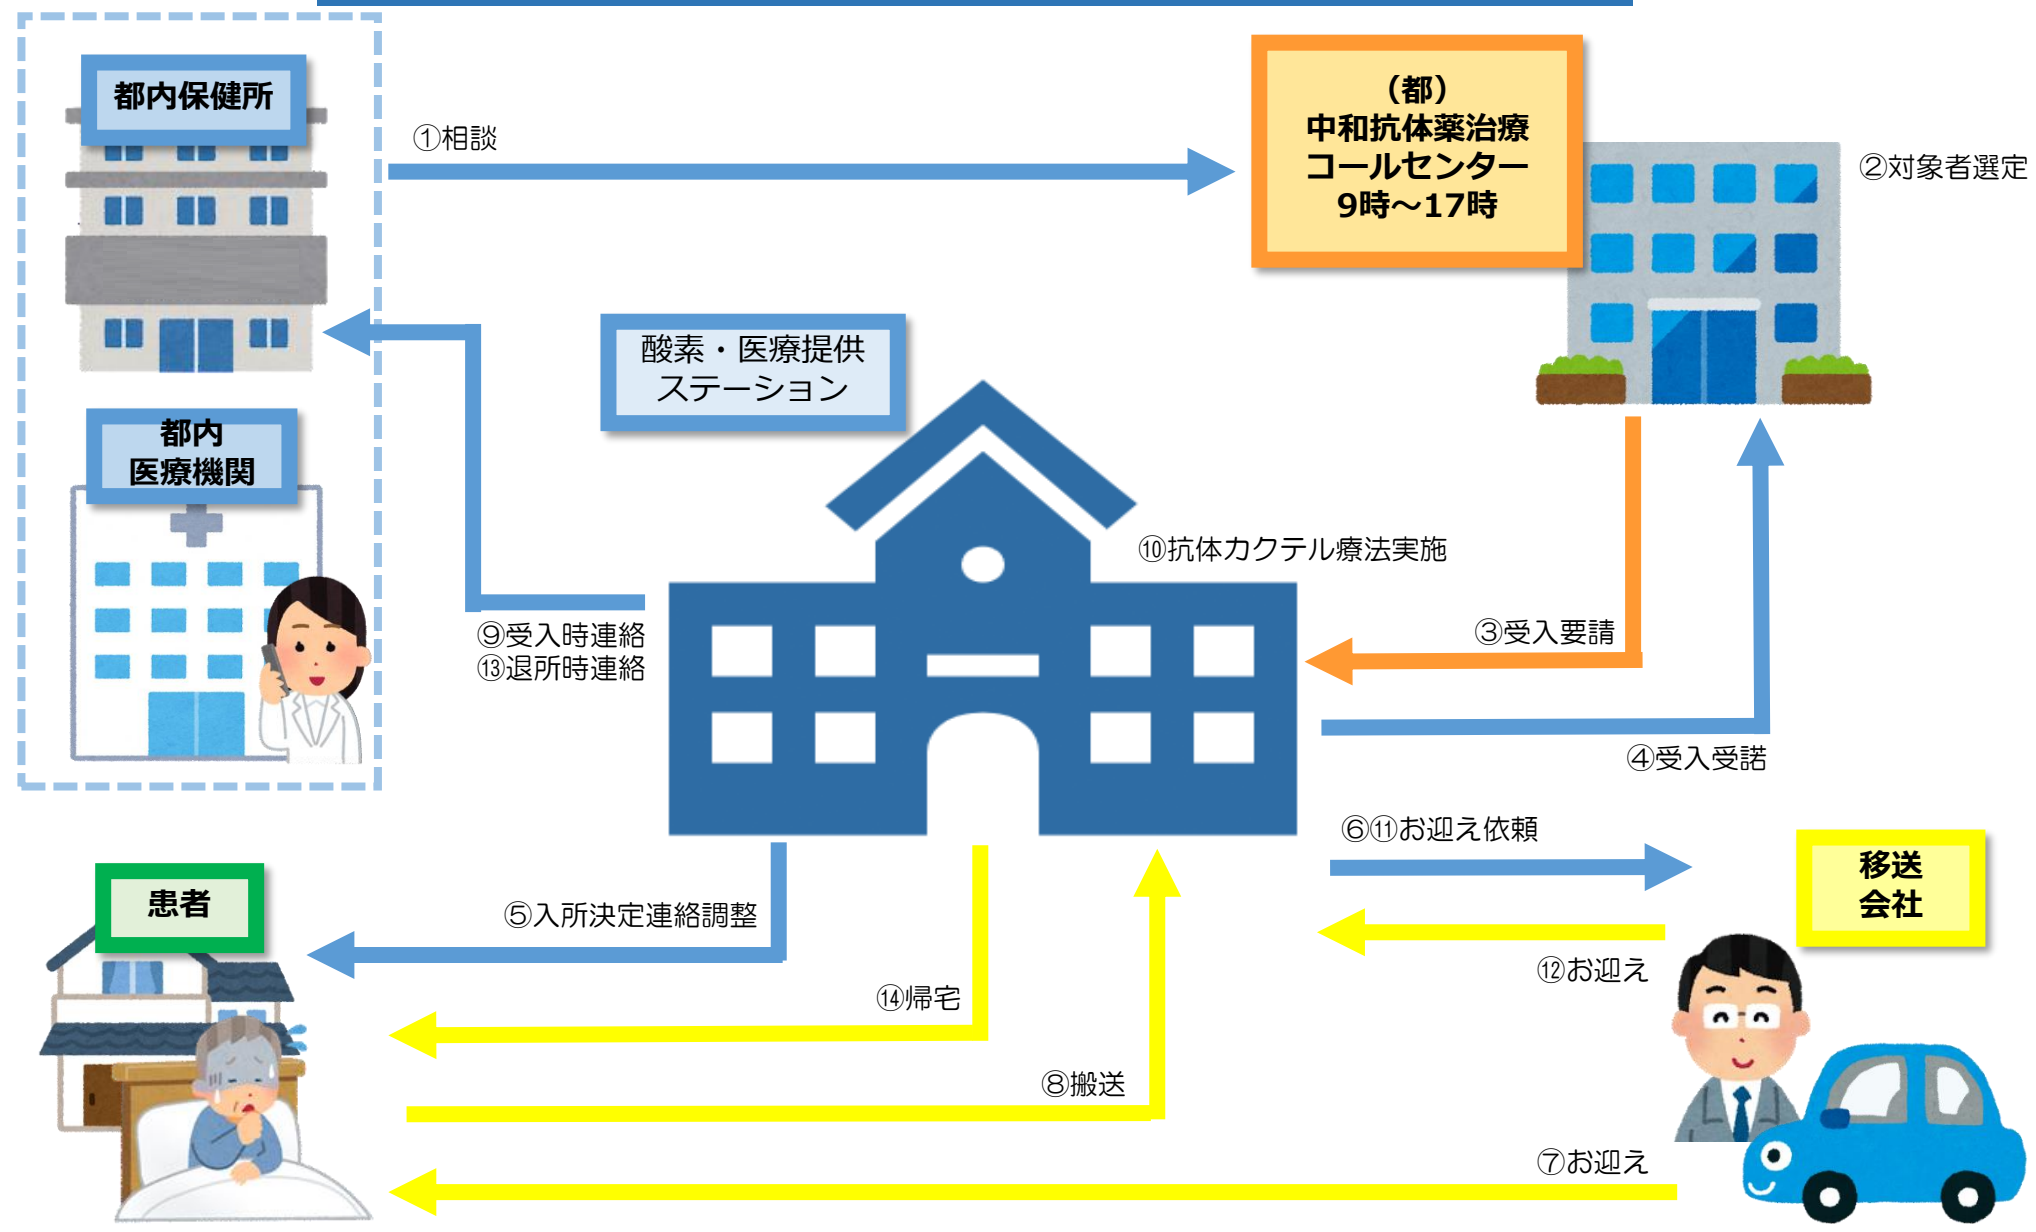 都内保健所
①相談
(都)
中和抗体薬治療
コールセンター
9時～17時
②対象者選定
酸素・医療提供
ステーション
都内
医療機関
⑩抗体カクテル療法実施
⑨受入時連絡
⑬退所時連絡
③受入要請
④受入受諾
⑥⑪お迎え依頼
移送
会社
患者
⑤入所決定連絡調整
⑫お迎え
⑭帰宅
⑧搬送
⑦お迎え